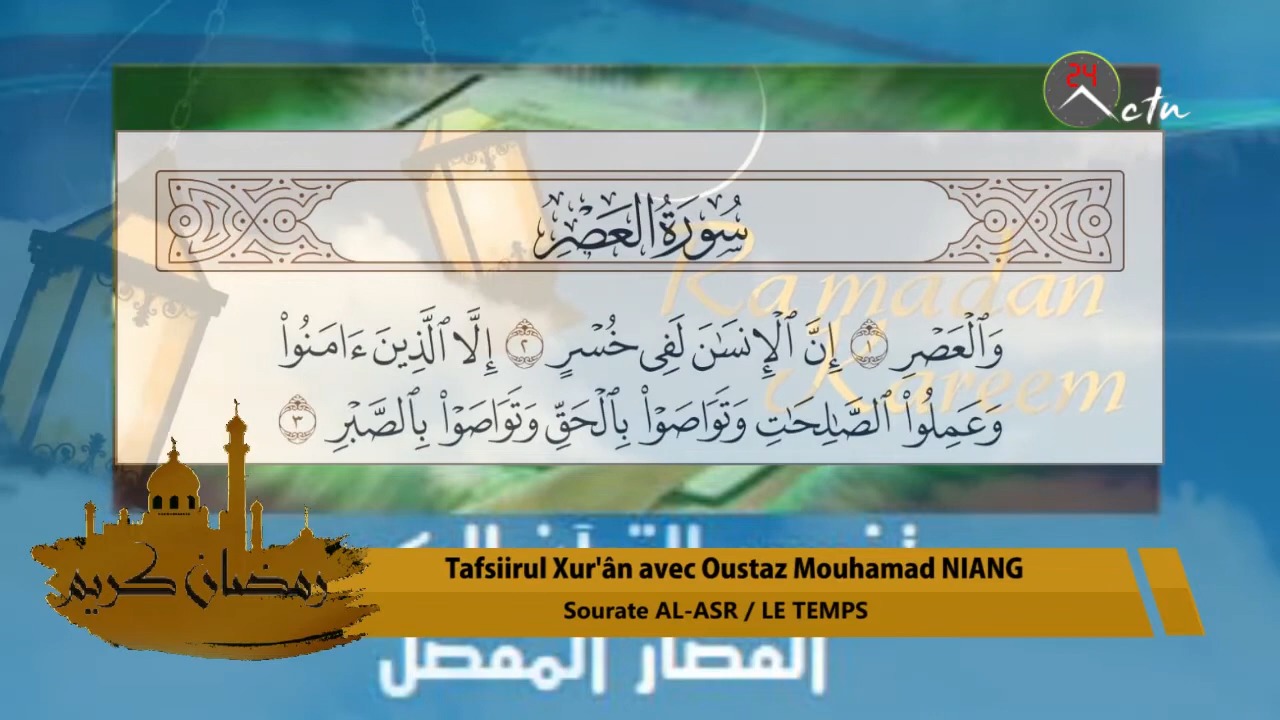 24
Actu
سُورَةُ العَصْرِ
Ramadan
Kareem
وَٱلْعَصْرِ ١ إِنَّ ٱلْإِنسَٰنَ لَفِى خُسْرٍ ٢ إِلَّا ٱلَّذِينَ ءَامَنُوا۟
وَعَمِلُوا۟ ٱلصَّٰلِحَٰتِ وَتَوَاصَوْا۟ بِٱلْحَقِّ وَتَوَاصَوْا۟ بِٱلصَّبْرِ ٣
رمضان كريم
Tafsiirul Xur'ân avec Oustaz Mouhamad NIANG
Sourate AL-ASR / LE TEMPS
المفصل